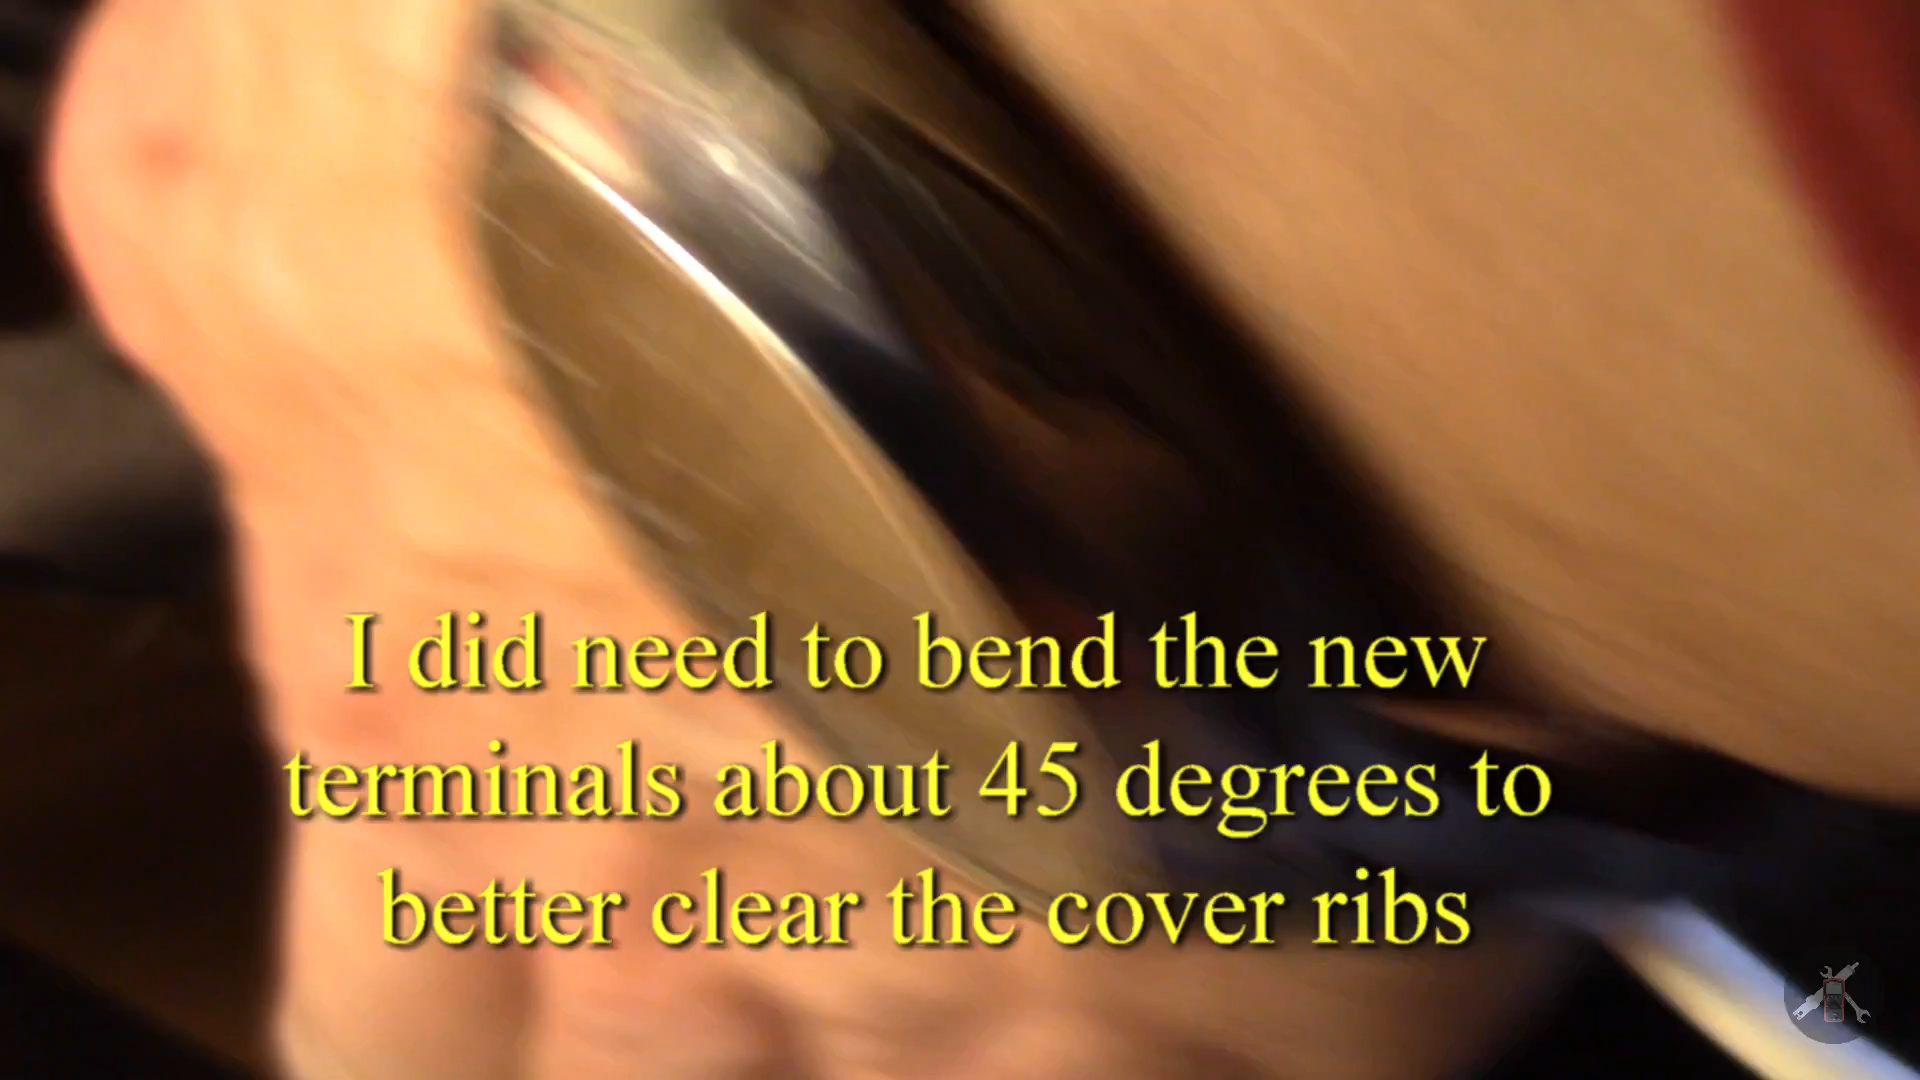 I did need to bend the new
terminals about 45 degrees to
better clear the cover ribs